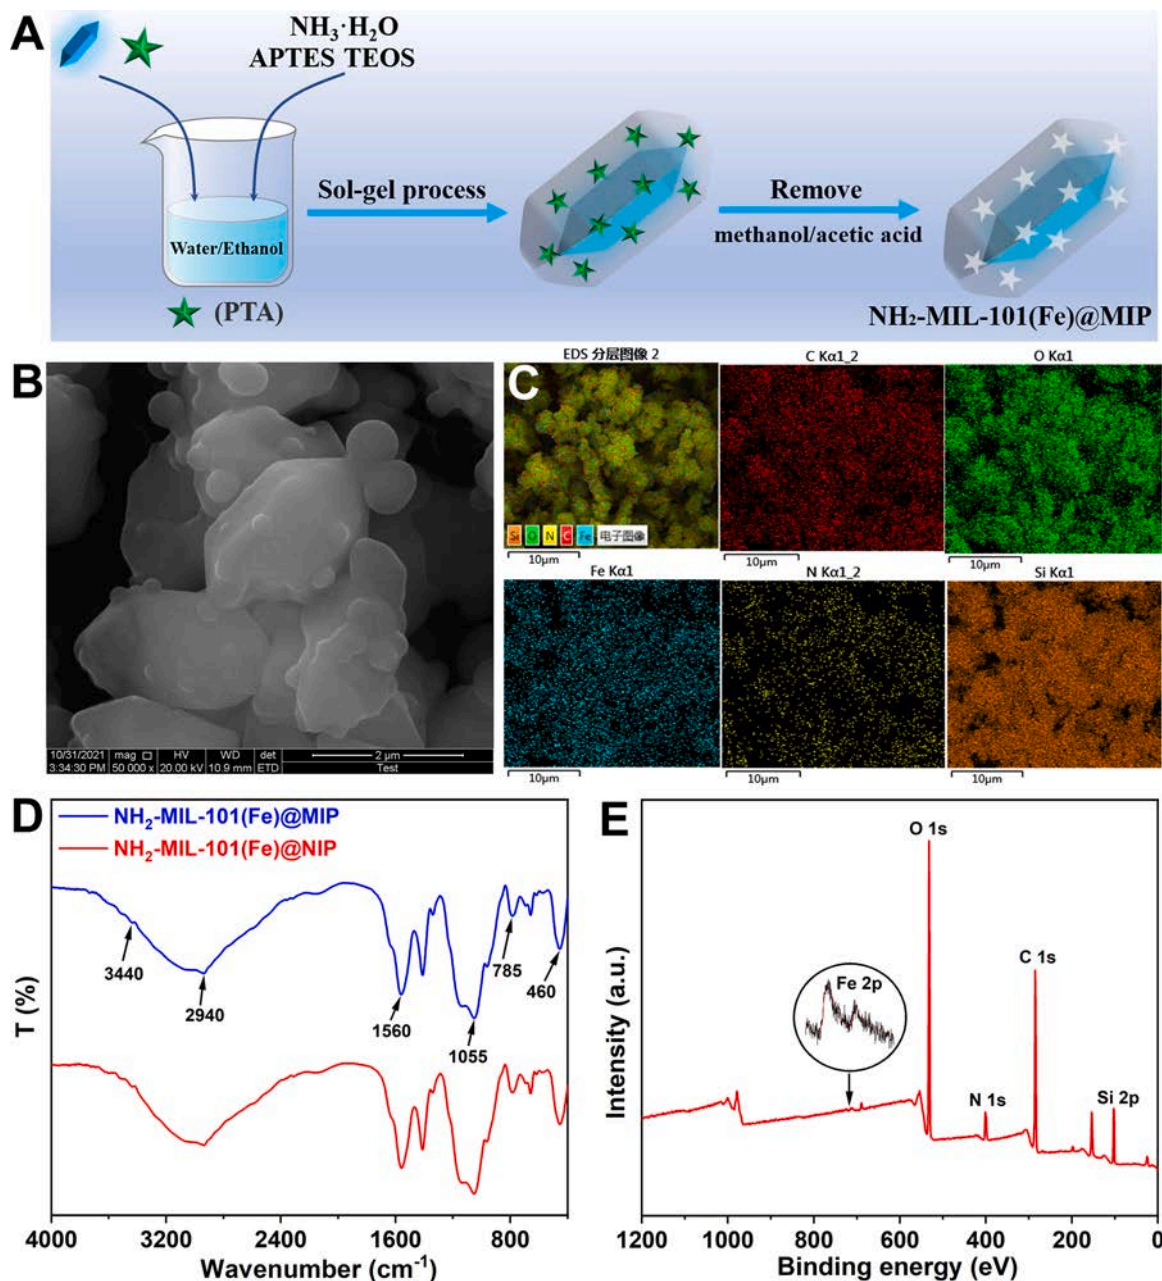 A
NH₃·H₂O
APTES TEOS
Water/Ethanol
(PTA)
Sol-gel process
Remove
methanol/acetic acid
NH₂-MIL-101(Fe)@MIP
B
10/31/2021 mag HV WD det 2 μm
3:34:30 PM 50 000 x 20.00 kV 10.9 mm ETD Test
C
EDS 分层图像 2
Si O N C Fe 电子图像
10μm
C Kα1_2
10μm
O Kα1
10μm
Fe Kα1
10μm
N Kα1_2
10μm
Si Kα1
10μm
D
NH₂-MIL-101(Fe)@MIP
NH₂-MIL-101(Fe)@NIP
3440
2940
1560
1055
785
460
T (%)
4000 3200 2400 1600 800
Wavenumber (cm⁻¹)
E
O 1s
C 1s
Fe 2p
N 1s
Si 2p
Intensity (a.u.)
1200 1000 800 600 400 200 0
Binding energy (eV)